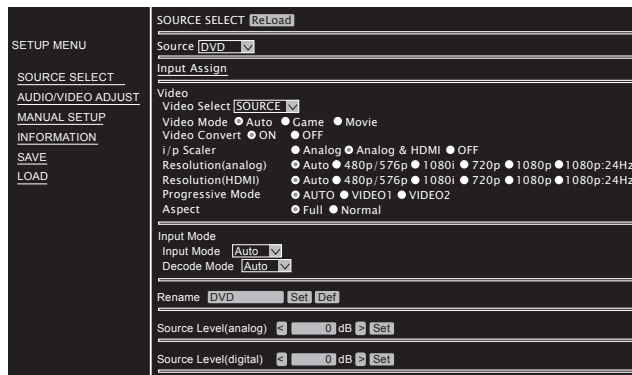 SOURCE SELECT ReLoad
SETUP MENU
SOURCE SELECT
AUDIO/VIDEO ADJUST
MANUAL SETUP
INFORMATION
SAVE
LOAD
Source DVD
Input Assign
Video
Video Select SOURCE
Video Mode Auto Game Movie
Video Convert ON OFF
i/p Scaler Analog Analog & HDMI OFF
Resolution(analog) Auto 480p/576p 1080i 720p 1080p 1080p:24Hz
Resolution(HDMI) Auto 480p/576p 1080i 720p 1080p 1080p:24Hz
Progressive Mode AUTO VIDEO1 VIDEO2
Aspect Full Normal
Input Mode
Input Mode Auto
Decode Mode Auto
Rename DVD Set Def
Source Level(analog) < 0 dB > Set
Source Level(digital) < 0 dB > Set